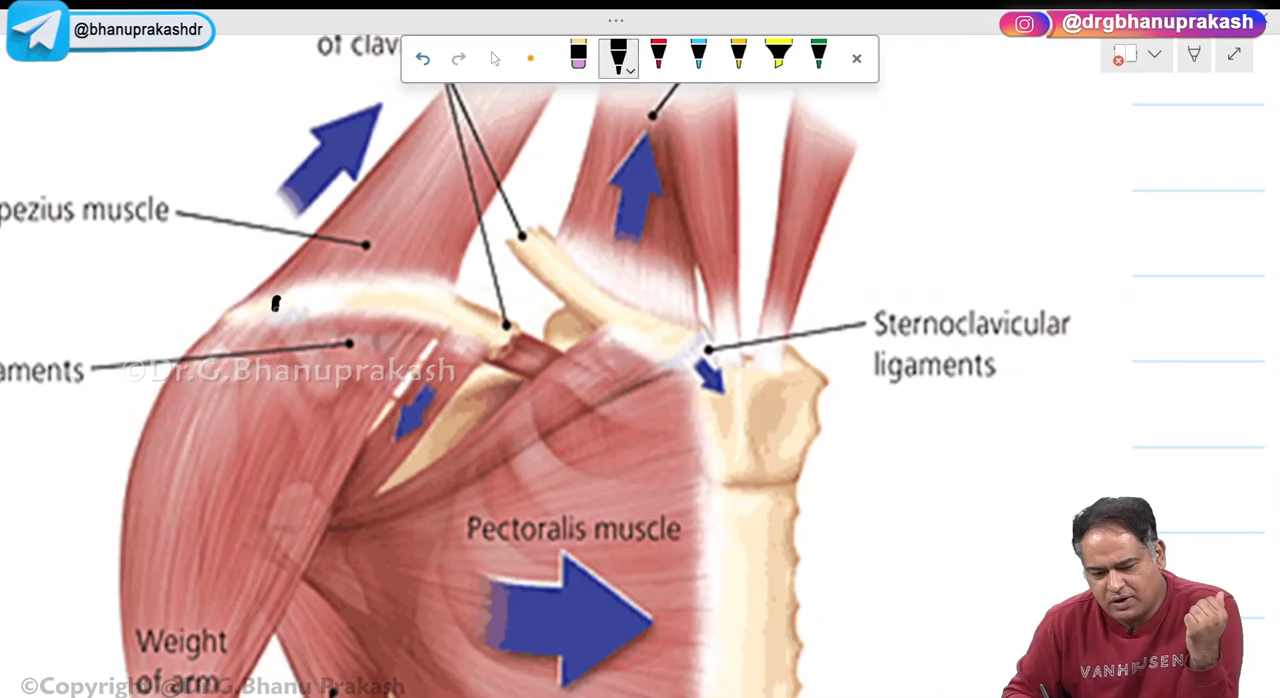 @bhanuprakashdr
@drgbhanuprakash
of clav
pezius muscle
Sternoclavicular
ligaments
aments
©Dr.G.Bhanuprakash
Pectoralis muscle
Weight
of arm
©Copyright @Dr.G.Bhanu Prakash
VANHEUSEN